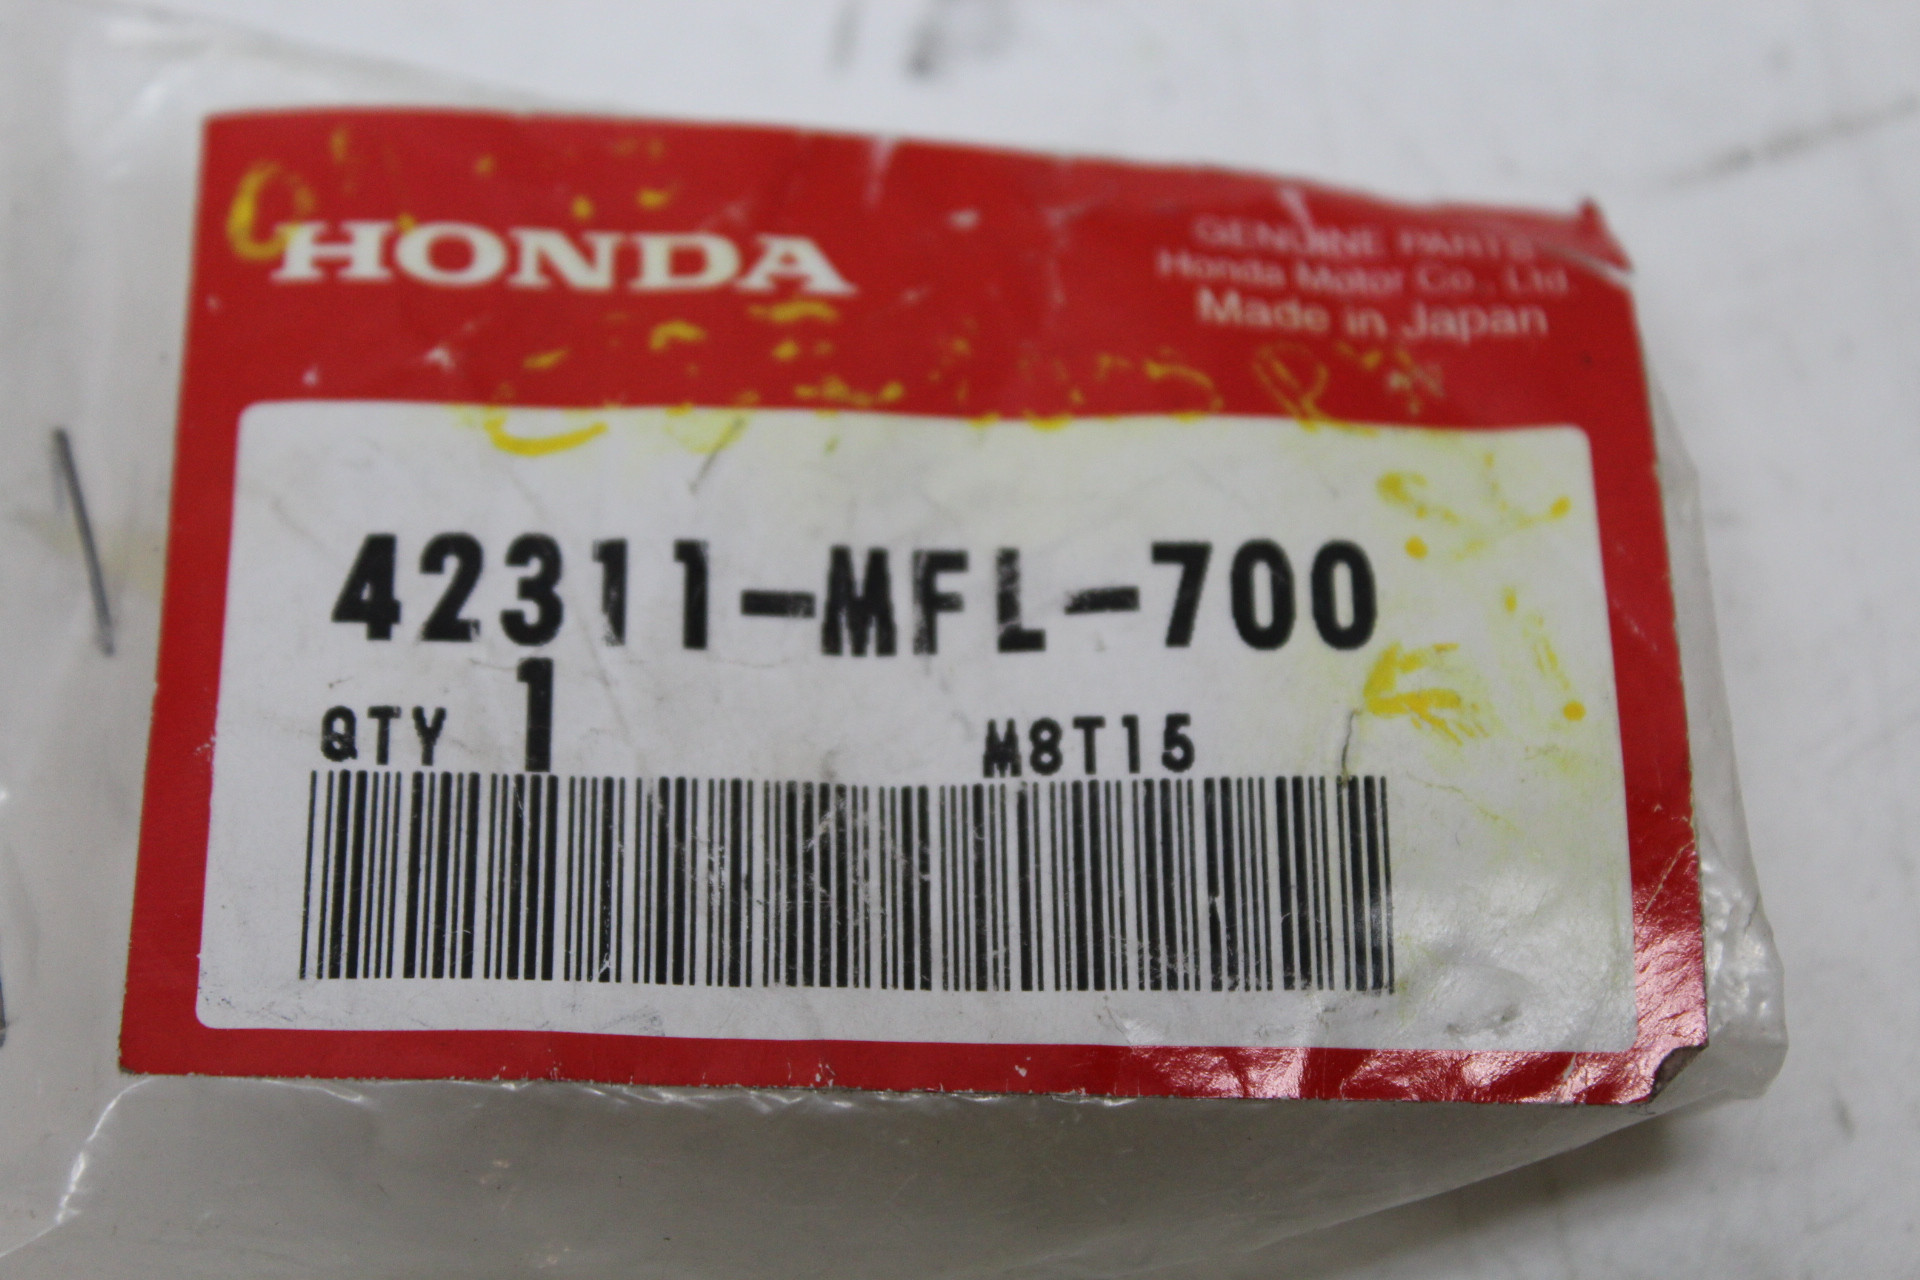 HONDA
GENUINE PARTS
Honda Motor Co., Ltd.
Made in Japan
42311-MFL-700
QTY 1 M8T15